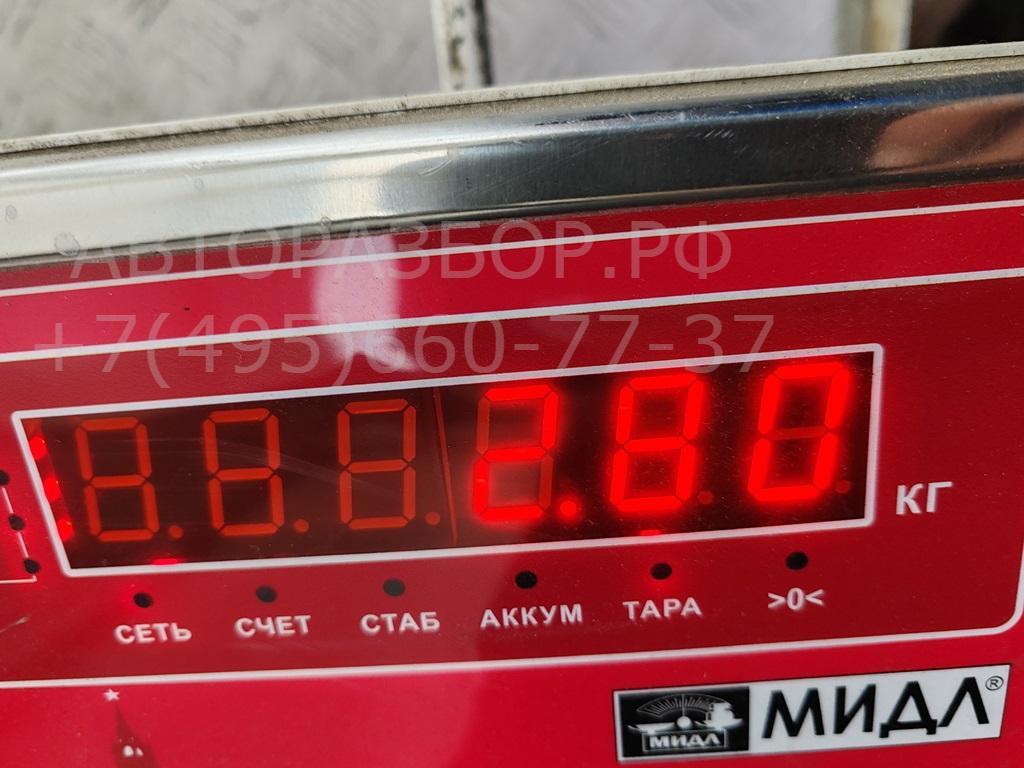 АВТОРАЗБОР.РФ
+7(495)660-77-37
2.80
КГ
СЕТЬ СЧЕТ СТАБ АККУМ ТАРА >0<
МИДЛ МИДЛ®